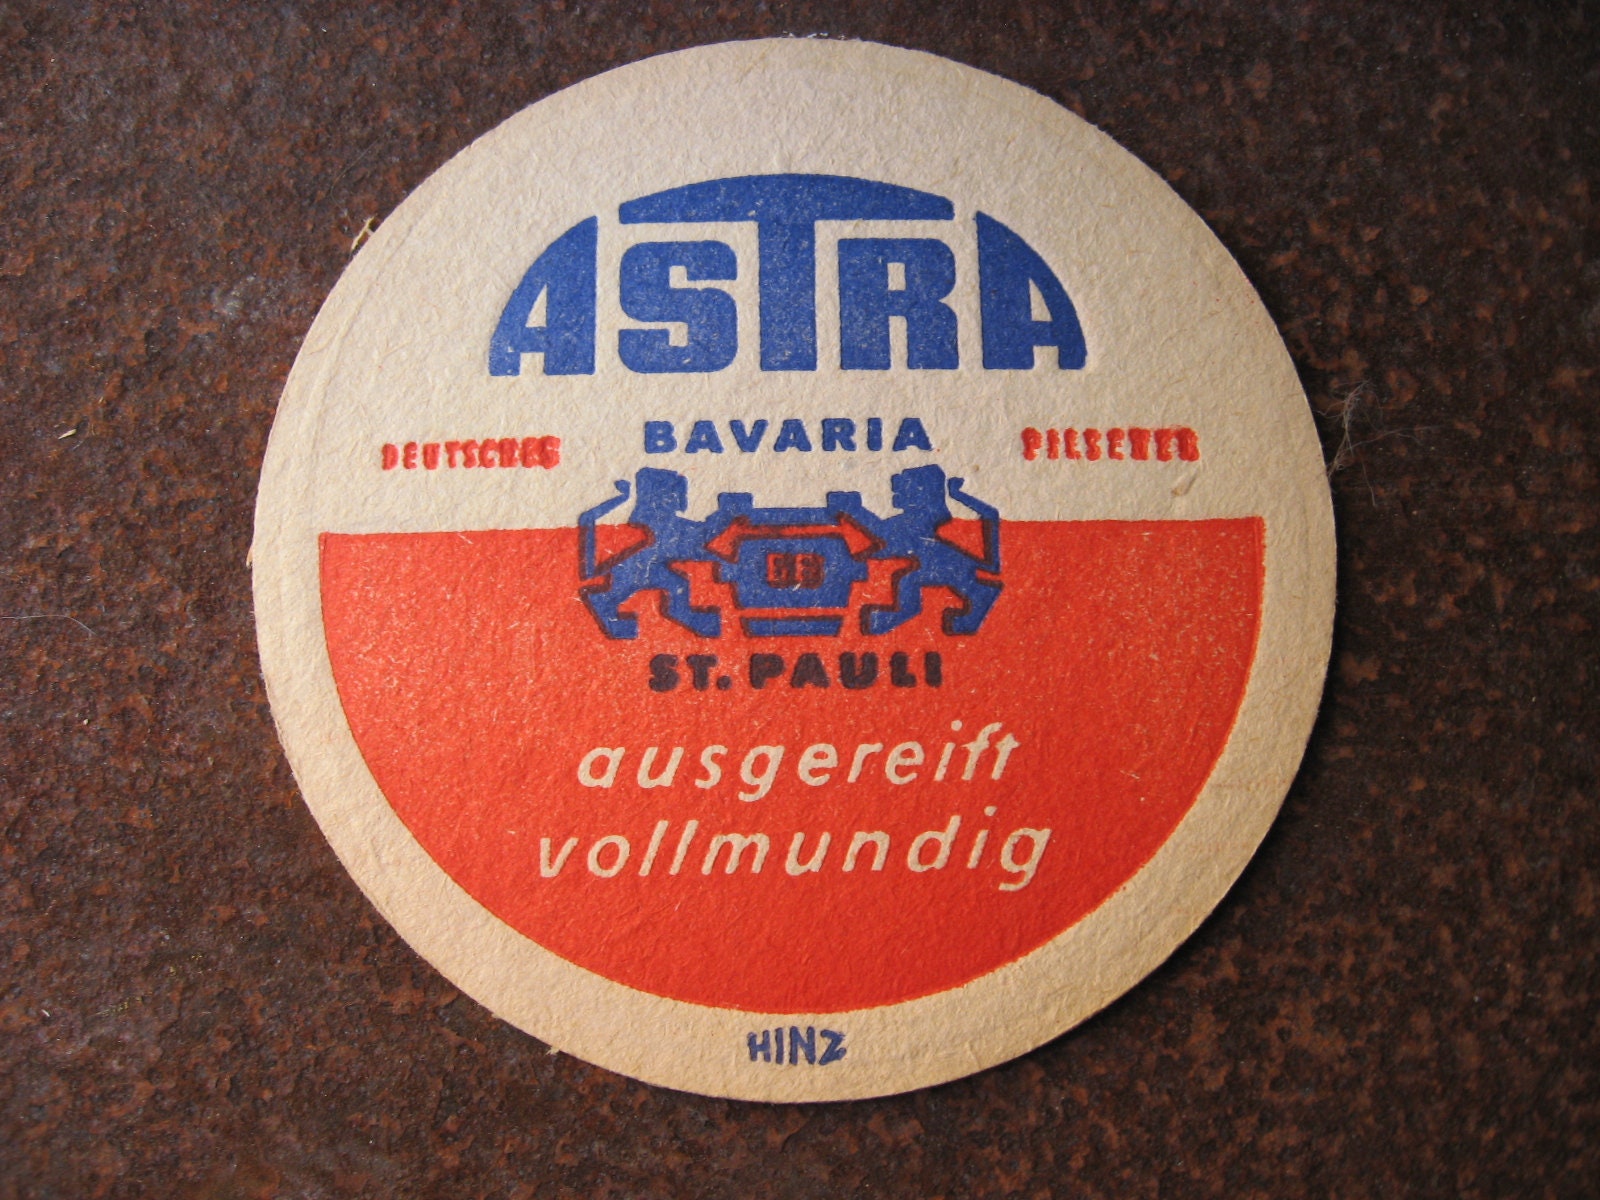 ASTRA
DEUTSCHES BAVARIA PILSENER
ST. PAULI
ausgereift
vollmundig
HINZ